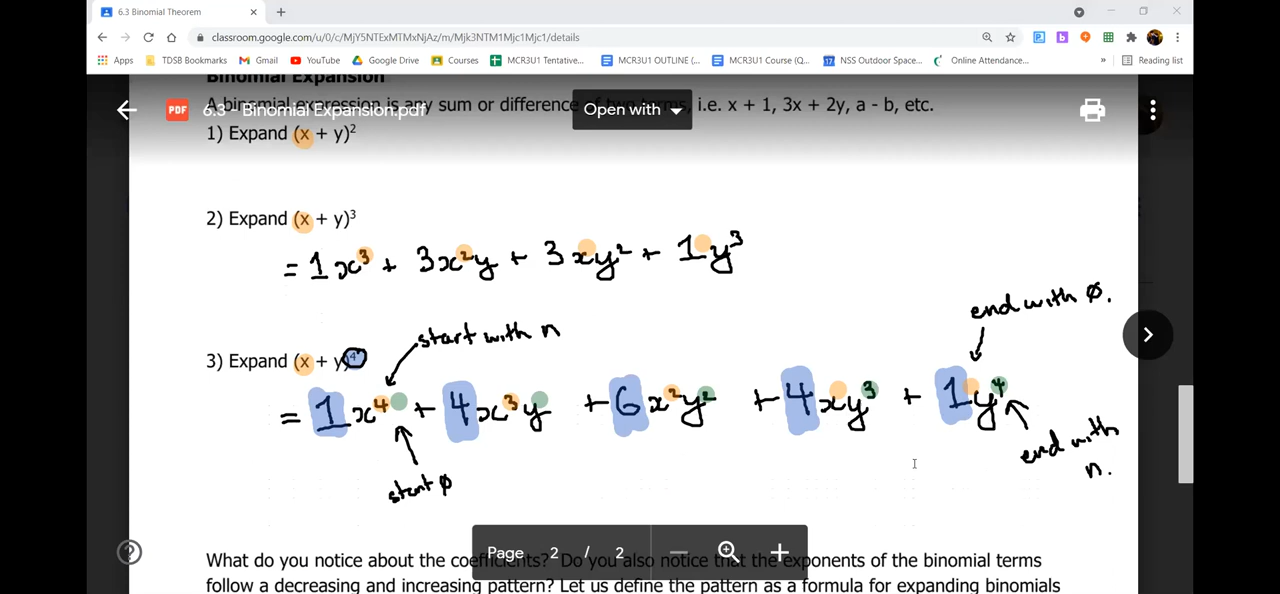 6.3 Binomial Theorem
classroom.google.com/u/0/c/MjY5NTExMTMxNjAz/m/Mjk3NTM1Mjc1Mjc1/details
Apps TDSB Bookmarks Gmail YouTube Google Drive Courses MCR3U1 Tentative... MCR3U1 OUTLINE (... MCR3U1 Course (Q... NSS Outdoor Space... Online Attendance... » Reading list
Binomial Expansion
A binomial expression is any sum or difference of two terms, i.e. x + 1, 3x + 2y, a - b, etc.
PDF 6.3 - Binomial Expansion.pdf
Open with
1) Expand (x + y)²
2) Expand (x + y)³
= 1x³ + 3x²y + 3xy² + 1y³
end with 0.
start with n
3) Expand (x + y)⁴
= 1x⁴ + 4x³y + 6x²y² + 4xy³ + 1y⁴
start 0
end with n.
Page 2 / 2
What do you notice about the coefficients? Do you also notice that the exponents of the binomial terms
follow a decreasing and increasing pattern? Let us define the pattern as a formula for expanding binomials